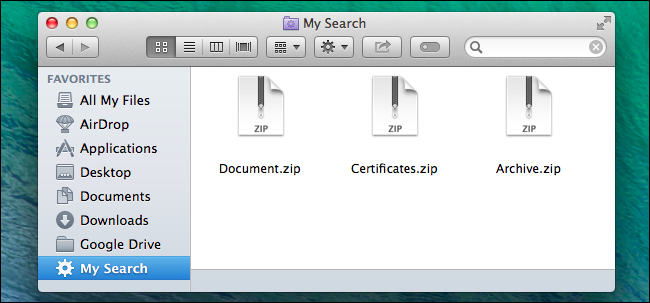 My Search
FAVORITES
All My Files
AirDrop
Applications
Desktop
Documents
Downloads
Google Drive
My Search
ZIP
ZIP
ZIP
Document.zip
Certificates.zip
Archive.zip